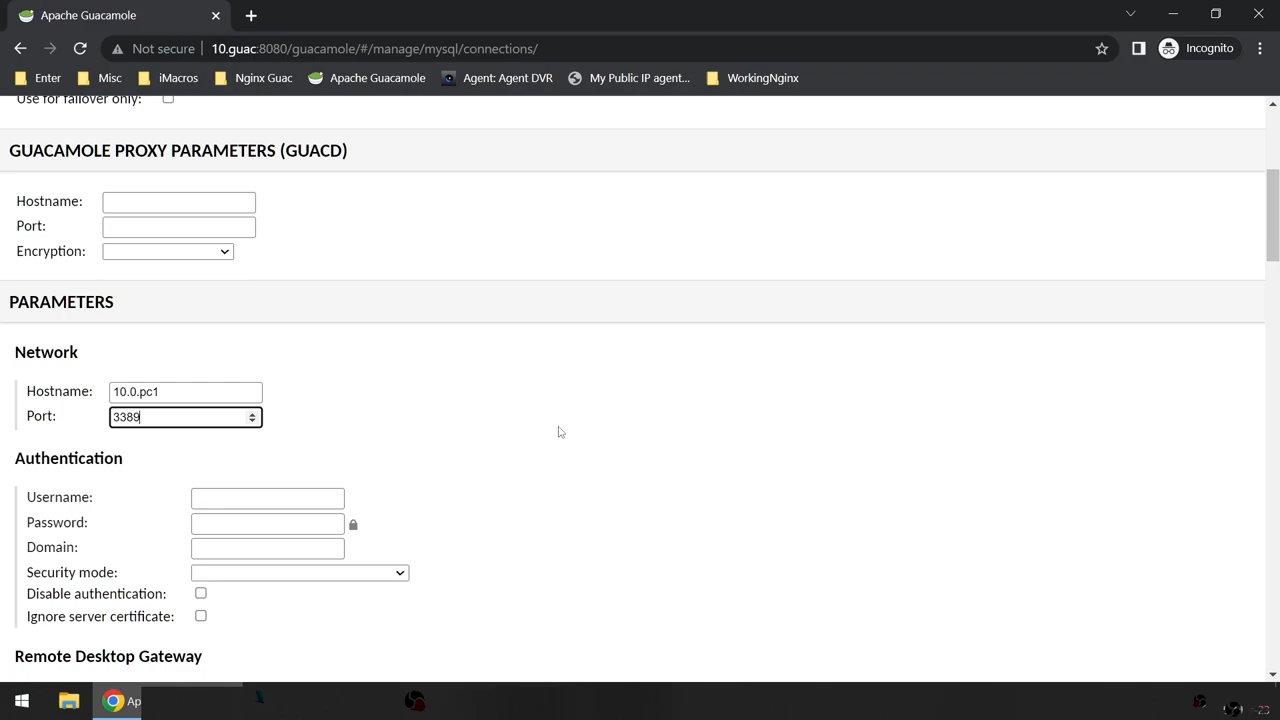 Apache Guacamole
Not secure
10.guac:8080/guacamole/#/manage/mysql/connections/
Incognito
Enter
Misc
iMacros
Nginx Guac
Apache Guacamole
Agent: Agent DVR
My Public IP agent...
WorkingNginx
Use for failover only:
GUACAMOLE PROXY PARAMETERS (GUACD)
Hostname:
Port:
Encryption:
PARAMETERS
Network
Hostname: 10.0.pc1
Port: 3389
Authentication
Username:
Password:
Domain:
Security mode:
Disable authentication:
Ignore server certificate:
Remote Desktop Gateway
Ap